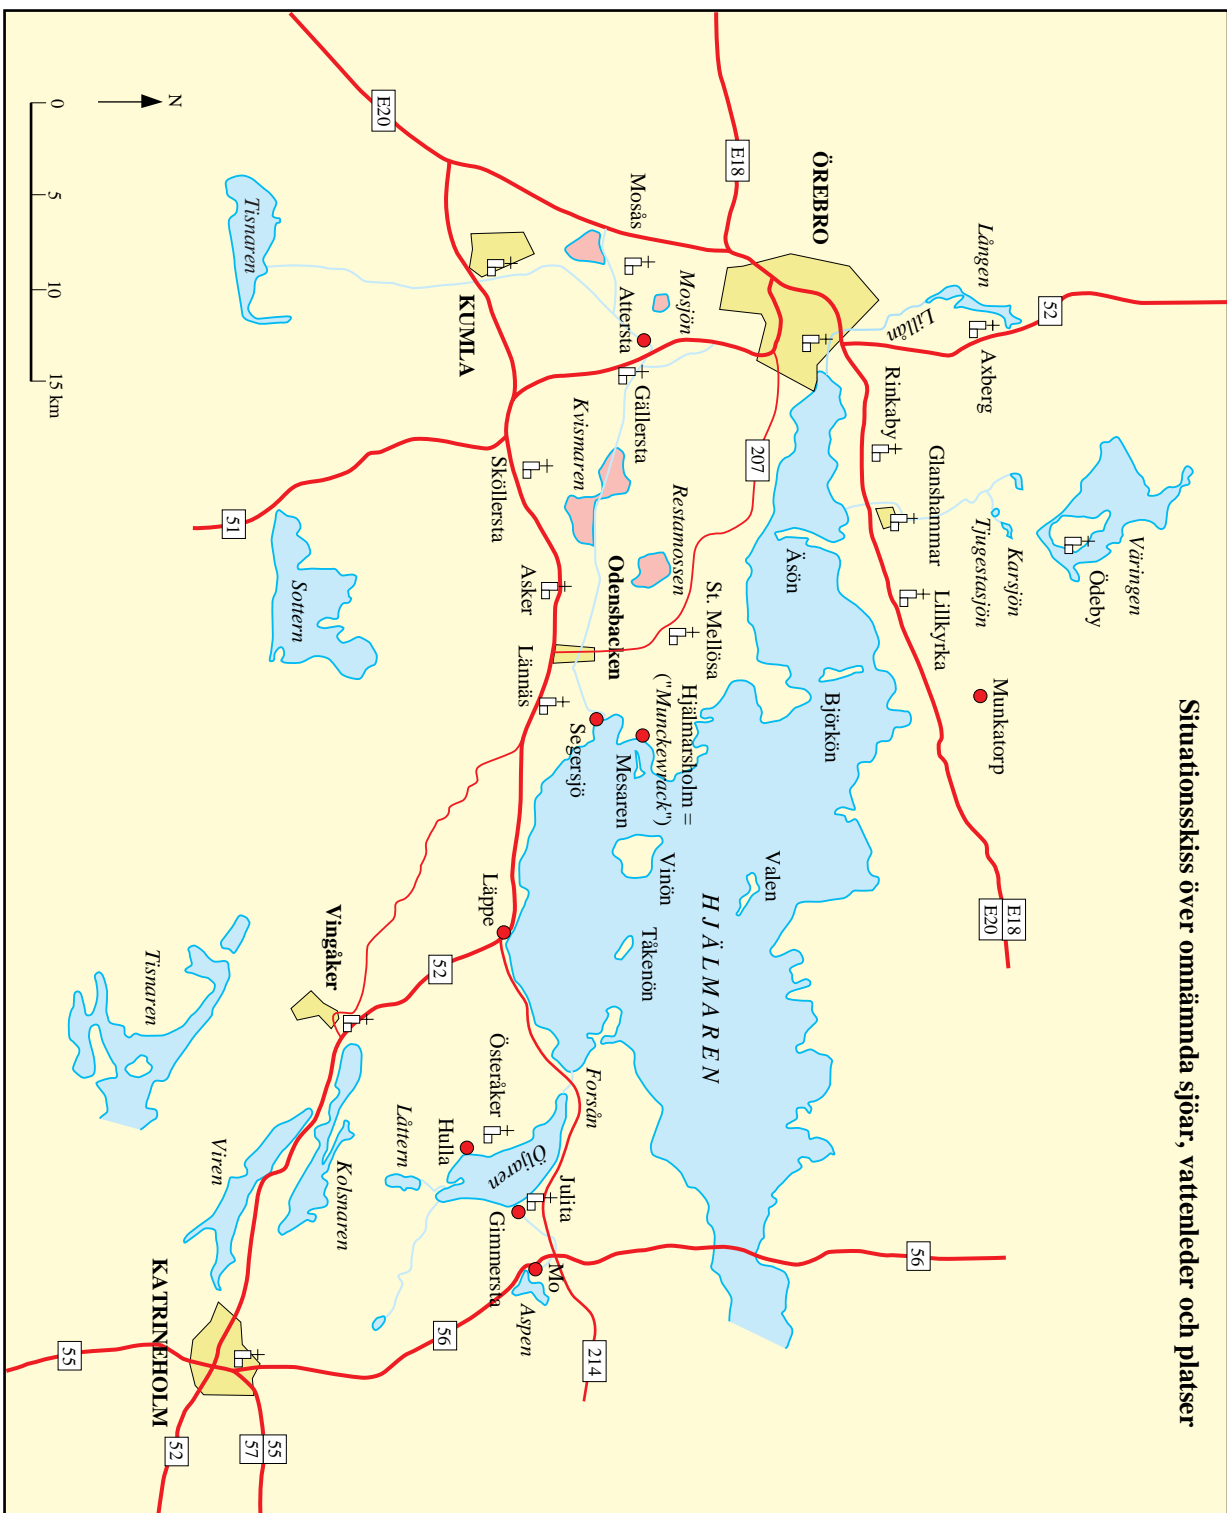 Situationsskiss över omnämnda sjöar, vattenleder och platser
52
Lången
Axberg
Lillån
Väringen
Ödeby
Karsjön
Tjugestasjön
Munkatorp
E18
E20
Rinkaby
Glanshammar
Lillkyrka
56
ÖREBRO
Äsön
Björkön
Valen
E18
207
HJÄLMAREN
Mosås
Mosjön
Restamossen
St. Mellösa
Hjälmarsholm =
("Munckewrack")
Vinön
Tåkenön
Attersta
Gällersta
Mesaren
Odensbacken
Segersjö
Forsån
214
Kvismaren
Julita
Mo
Öljaren
Gimmersta
Aspen
Asker
Lännäs
Sköllersta
Läppe
Österåker
Hulla
KUMLA
E20
52
56
Låttern
Vingåker
Kolsnaren
Sottern
51
Tisnaren
Viren
Tisnaren
KATRINEHOLM
55
57
52
55
N
0
5
10
15 km